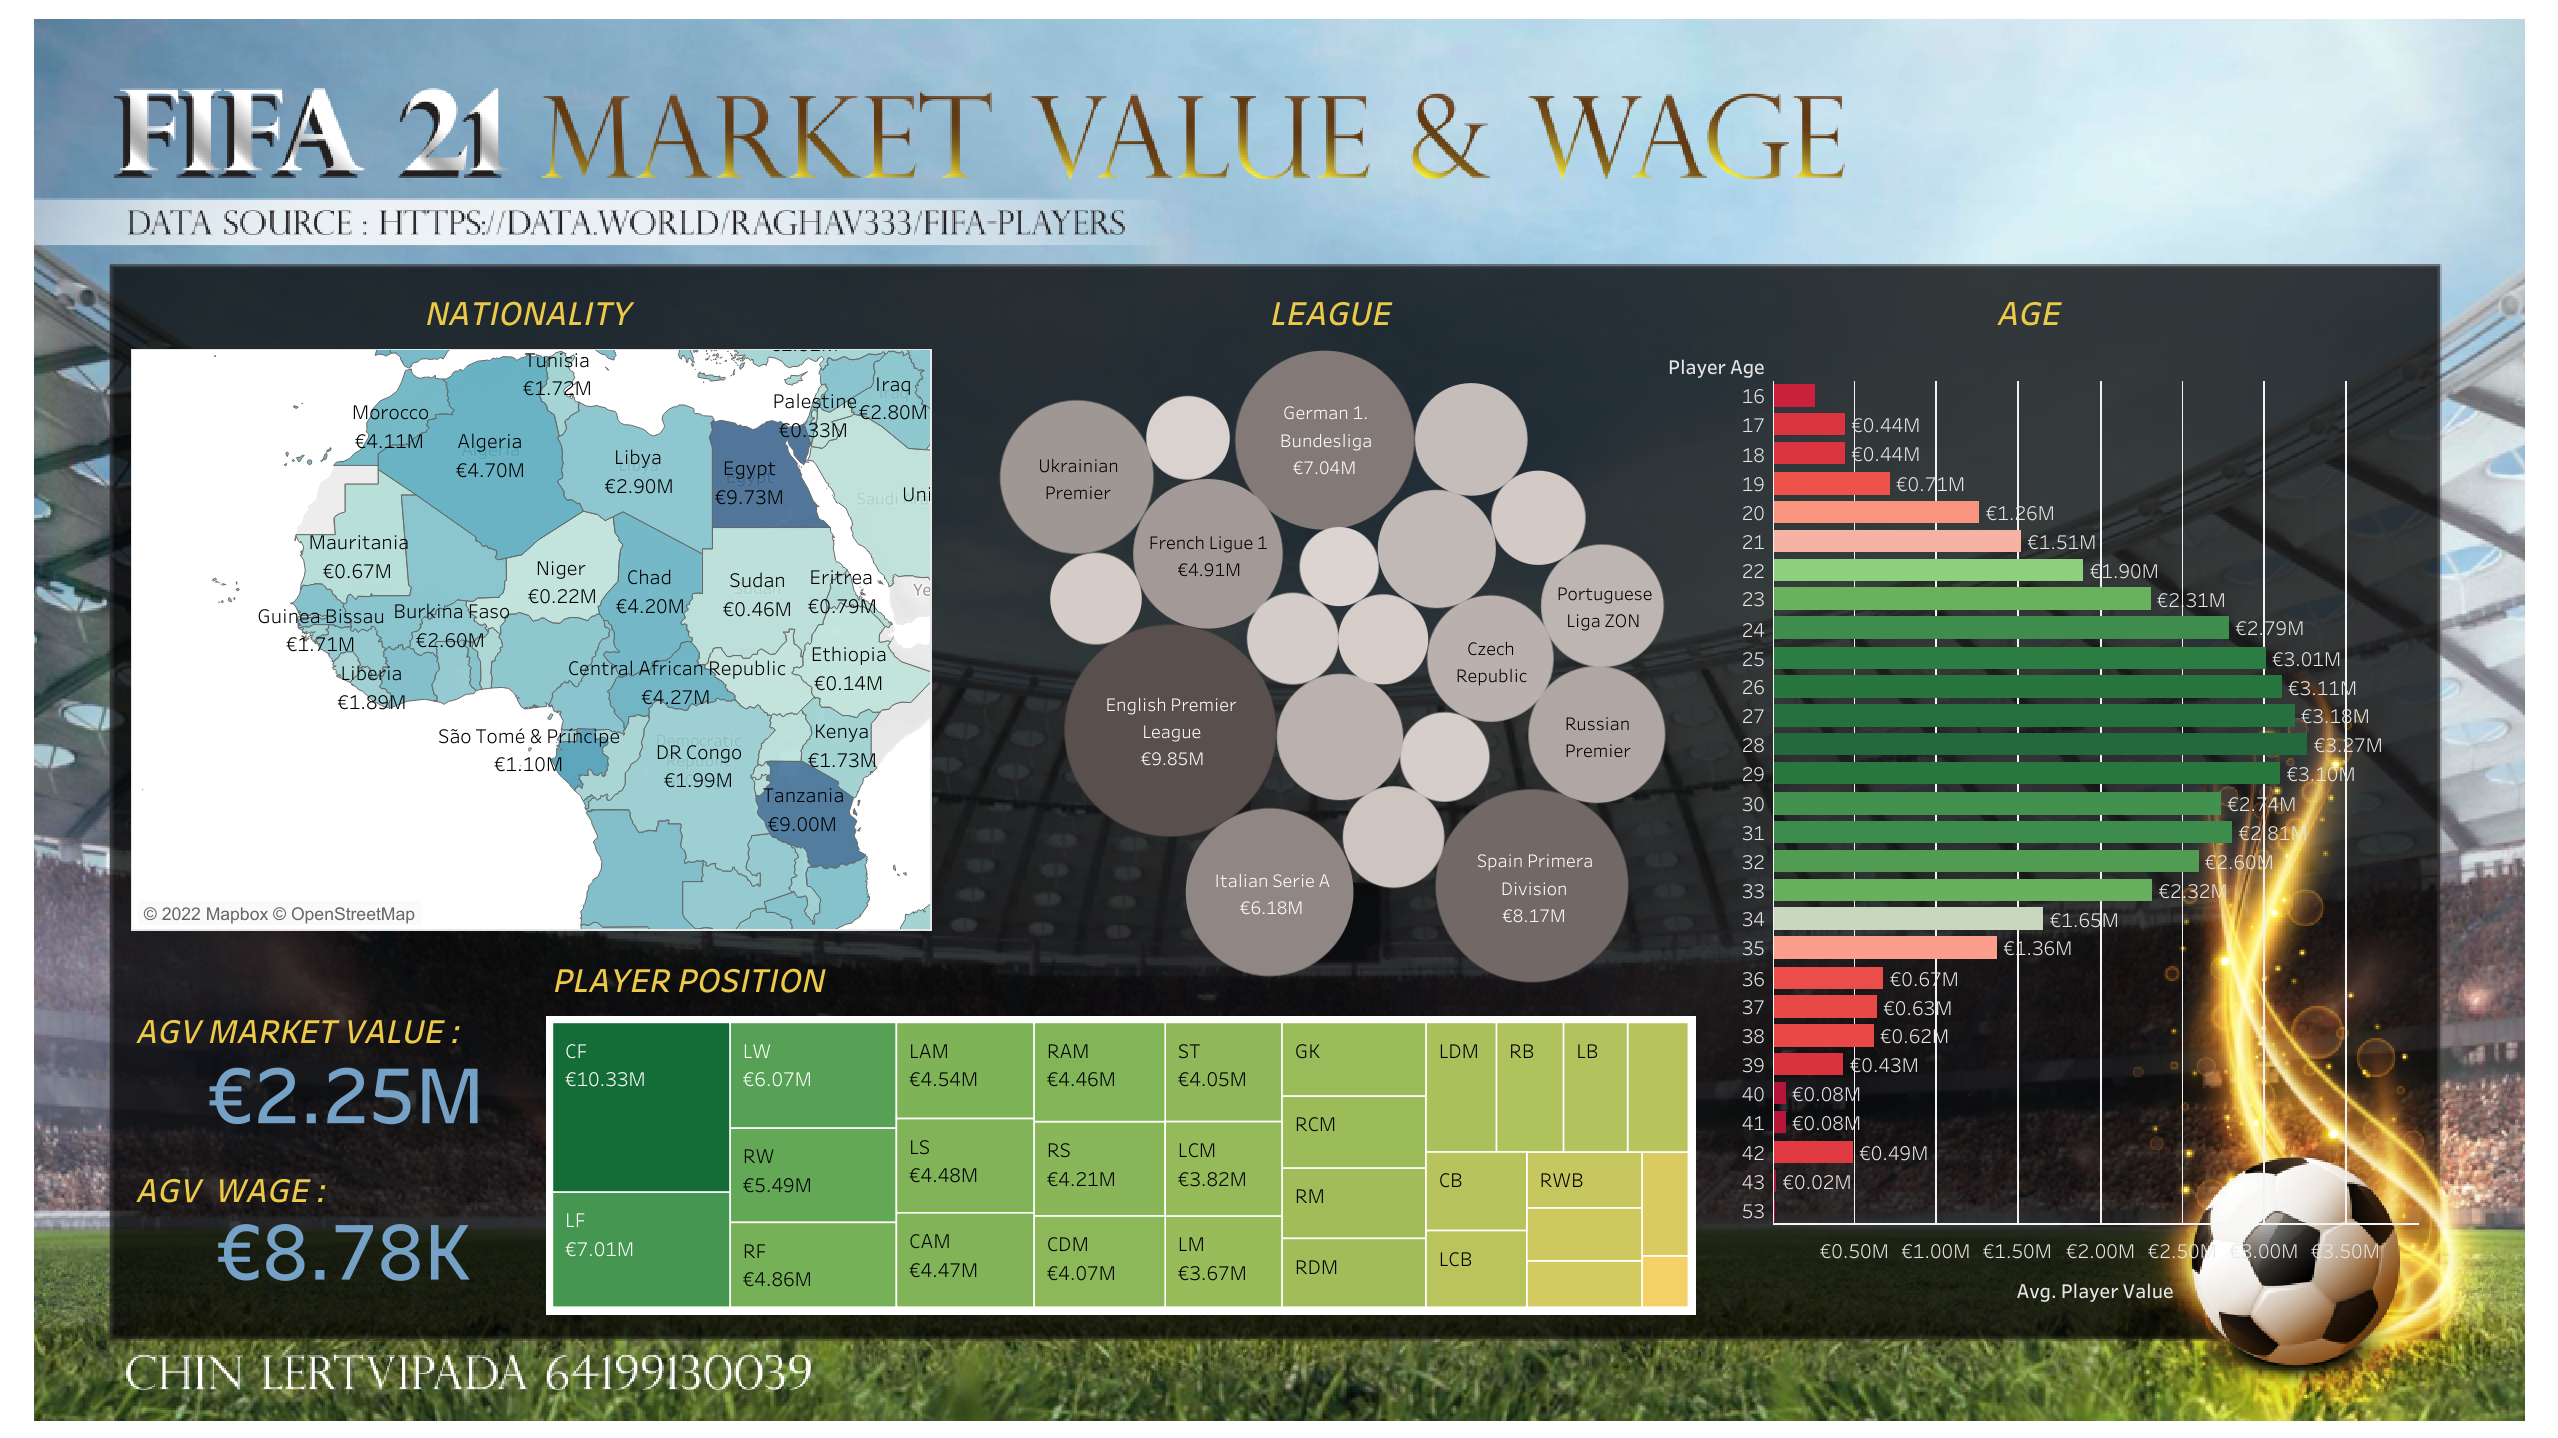 FIFA 21 MARKET VALUE & WAGE
DATA SOURCE : HTTPS://DATA.WORLD/RAGHAV333/FIFA-PLAYERS
NATIONALITY
Tunisia
€1.72M
Iraq
€2.80M
Palestine
€0.33M
Morocco
€4.11M
Algeria
€4.70M
Libya
€2.90M
Egypt
€9.73M
Saudi
Uni
Mauritania
€0.67M
Niger
€0.22M
Chad
€4.20M
Sudan
€0.46M
Eritrea
€0.79M
Ye
Guinea Bissau
€1.71M
Burkina Faso
€2.60M
Liberia
€1.89M
Central African Republic
€4.27M
Ethiopia
€0.14M
São Tomé & Príncipe
€1.10M
DR Congo
€1.99M
Kenya
€1.73M
Tanzania
€9.00M
© 2022 Mapbox © OpenStreetMap
LEAGUE
German 1.
Bundesliga
€7.04M
Ukrainian
Premier
French Ligue 1
€4.91M
Portuguese
Liga ZON
Czech
Republic
English Premier
League
€9.85M
Russian
Premier
Italian Serie A
€6.18M
Spain Primera
Division
€8.17M
AGE
Player Age
16
17 €0.44M
18 €0.44M
19 €0.71M
20 €1.26M
21 €1.51M
22 €1.90M
23 €2.31M
24 €2.79M
25 €3.01M
26 €3.11M
27 €3.18M
28 €3.27M
29 €3.10M
30 €2.74M
31 €2.81M
32 €2.60M
33 €2.32M
34 €1.65M
35 €1.36M
36 €0.67M
37 €0.63M
38 €0.62M
39 €0.43M
40 €0.08M
41 €0.08M
42 €0.49M
43 €0.02M
53
€0.50M €1.00M €1.50M €2.00M €2.50M €3.00M €3.50M
Avg. Player Value
AGV MARKET VALUE :
€2.25M
AGV WAGE :
€8.78K
PLAYER POSITION
CF
€10.33M
LF
€7.01M
LW
€6.07M
RW
€5.49M
RF
€4.86M
LAM
€4.54M
LS
€4.48M
CAM
€4.47M
RAM
€4.46M
RS
€4.21M
CDM
€4.07M
ST
€4.05M
LCM
€3.82M
LM
€3.67M
GK
RCM
RM
RDM
LDM
RB
LB
CB
LCB
RWB
CHIN LERTVIPADA 64199130039